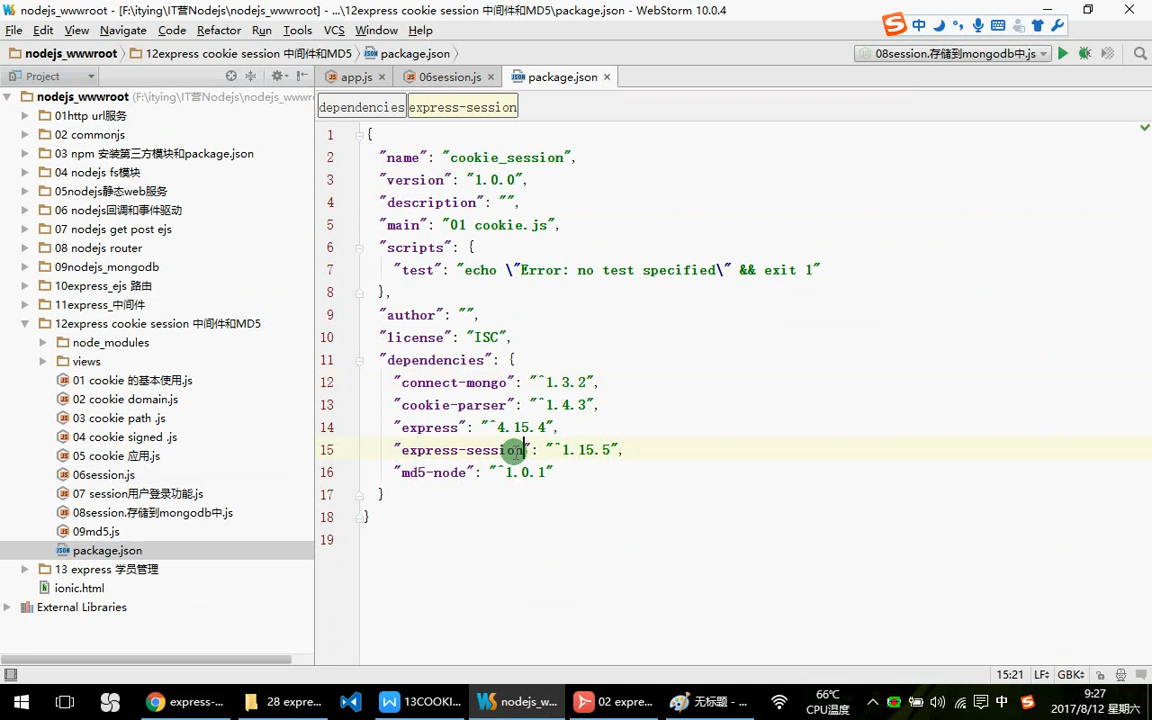 nodejs_wwwroot - [F:\itying\IT营Nodejs\nodejs_wwwroot] - ...\12express cookie session 中间件和MD5\package.json - WebStorm 10.0.4
中
File Edit View Navigate Code Refactor Run Tools VCS Window Help
nodejs_wwwroot 12express cookie session 中间件和MD5 package.json 08session.存储到mongodb中.js
Project app.js 06session.js package.json
nodejs_wwwroot (F:\itying\IT营Nodejs\nodejs_wwwr
01http url服务
02 commonjs
03 npm 安装第三方模块和package.json
04 nodejs fs模块
05nodejs静态web服务
06 nodejs回调和事件驱动
07 nodejs get post ejs
08 nodejs router
09nodejs_mongodb
10express_ejs 路由
11express_中间件
12express cookie session 中间件和MD5
node_modules
views
01 cookie 的基本使用.js
02 cookie domain.js
03 cookie path .js
04 cookie signed .js
05 cookie 应用.js
06session.js
07 session用户登录功能.js
08session.存储到mongodb中.js
09md5.js
package.json
13 express 学员管理
ionic.html
External Libraries
dependencies express-session
1 {
2 "name": "cookie_session",
3 "version": "1.0.0",
4 "description": "",
5 "main": "01 cookie.js",
6 "scripts": {
7 "test": "echo \"Error: no test specified\" && exit 1"
8 },
9 "author": "",
10 "license": "ISC",
11 "dependencies": {
12 "connect-mongo": "^1.3.2",
13 "cookie-parser": "^1.4.3",
14 "express": "^4.15.4",
15 "express-session": "^1.15.5",
16 "md5-node": "^1.0.1"
17 }
18 }
19
15:21 LF÷ GBK÷
express-... 28 expre... 13COOKI... nodejs_w... 02 expre... 无标题 - ... 66℃ CPU温度 中 9:27 2017/8/12 星期六